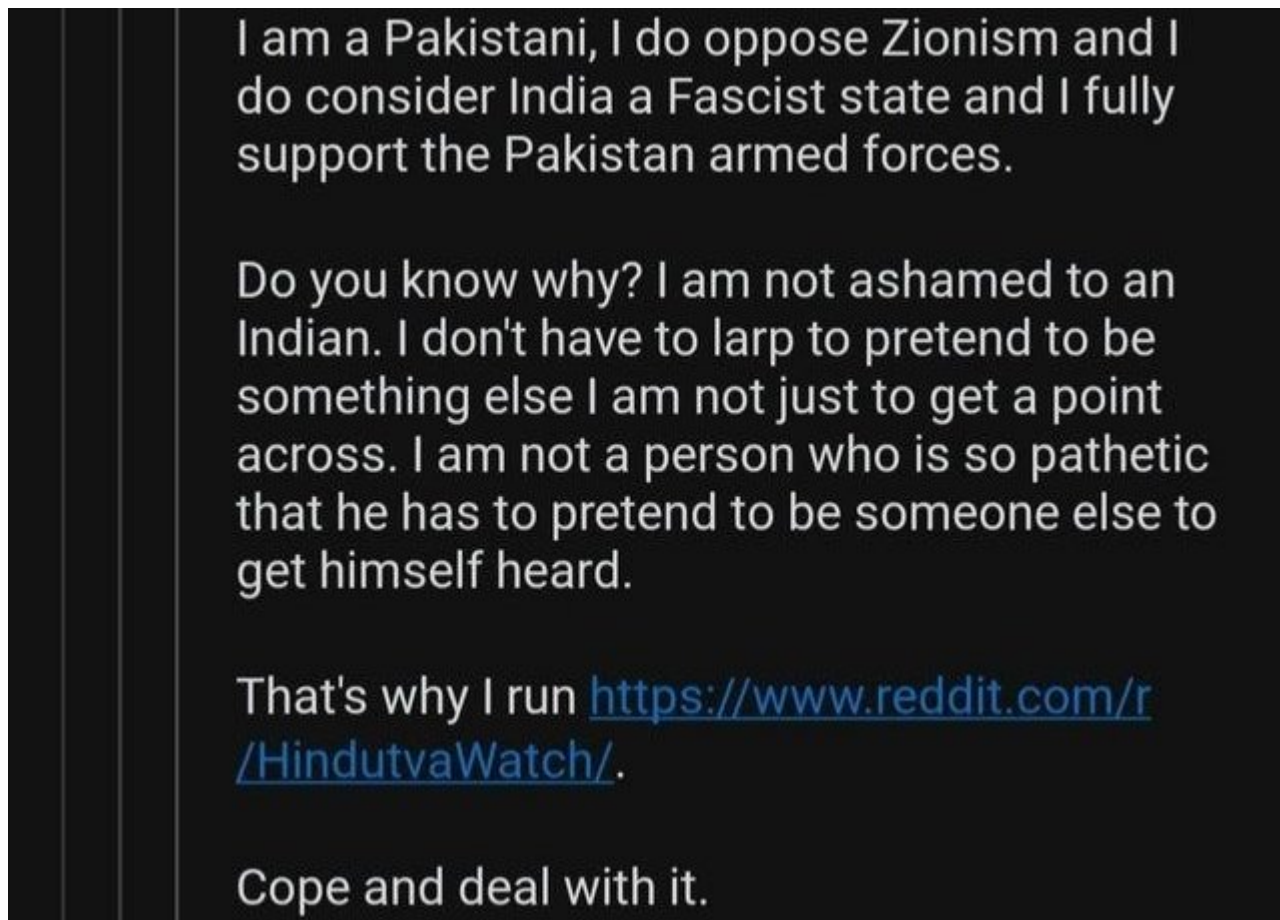 I am a Pakistani, I do oppose Zionism and I
do consider India a Fascist state and I fully
support the Pakistan armed forces.
Do you know why? I am not ashamed to an
Indian. I don't have to larp to pretend to be
something else I am not just to get a point
across. I am not a person who is so pathetic
that he has to pretend to be someone else to
get himself heard.
That's why I run https://www.reddit.com/r
/HindutvaWatch/.
Cope and deal with it.